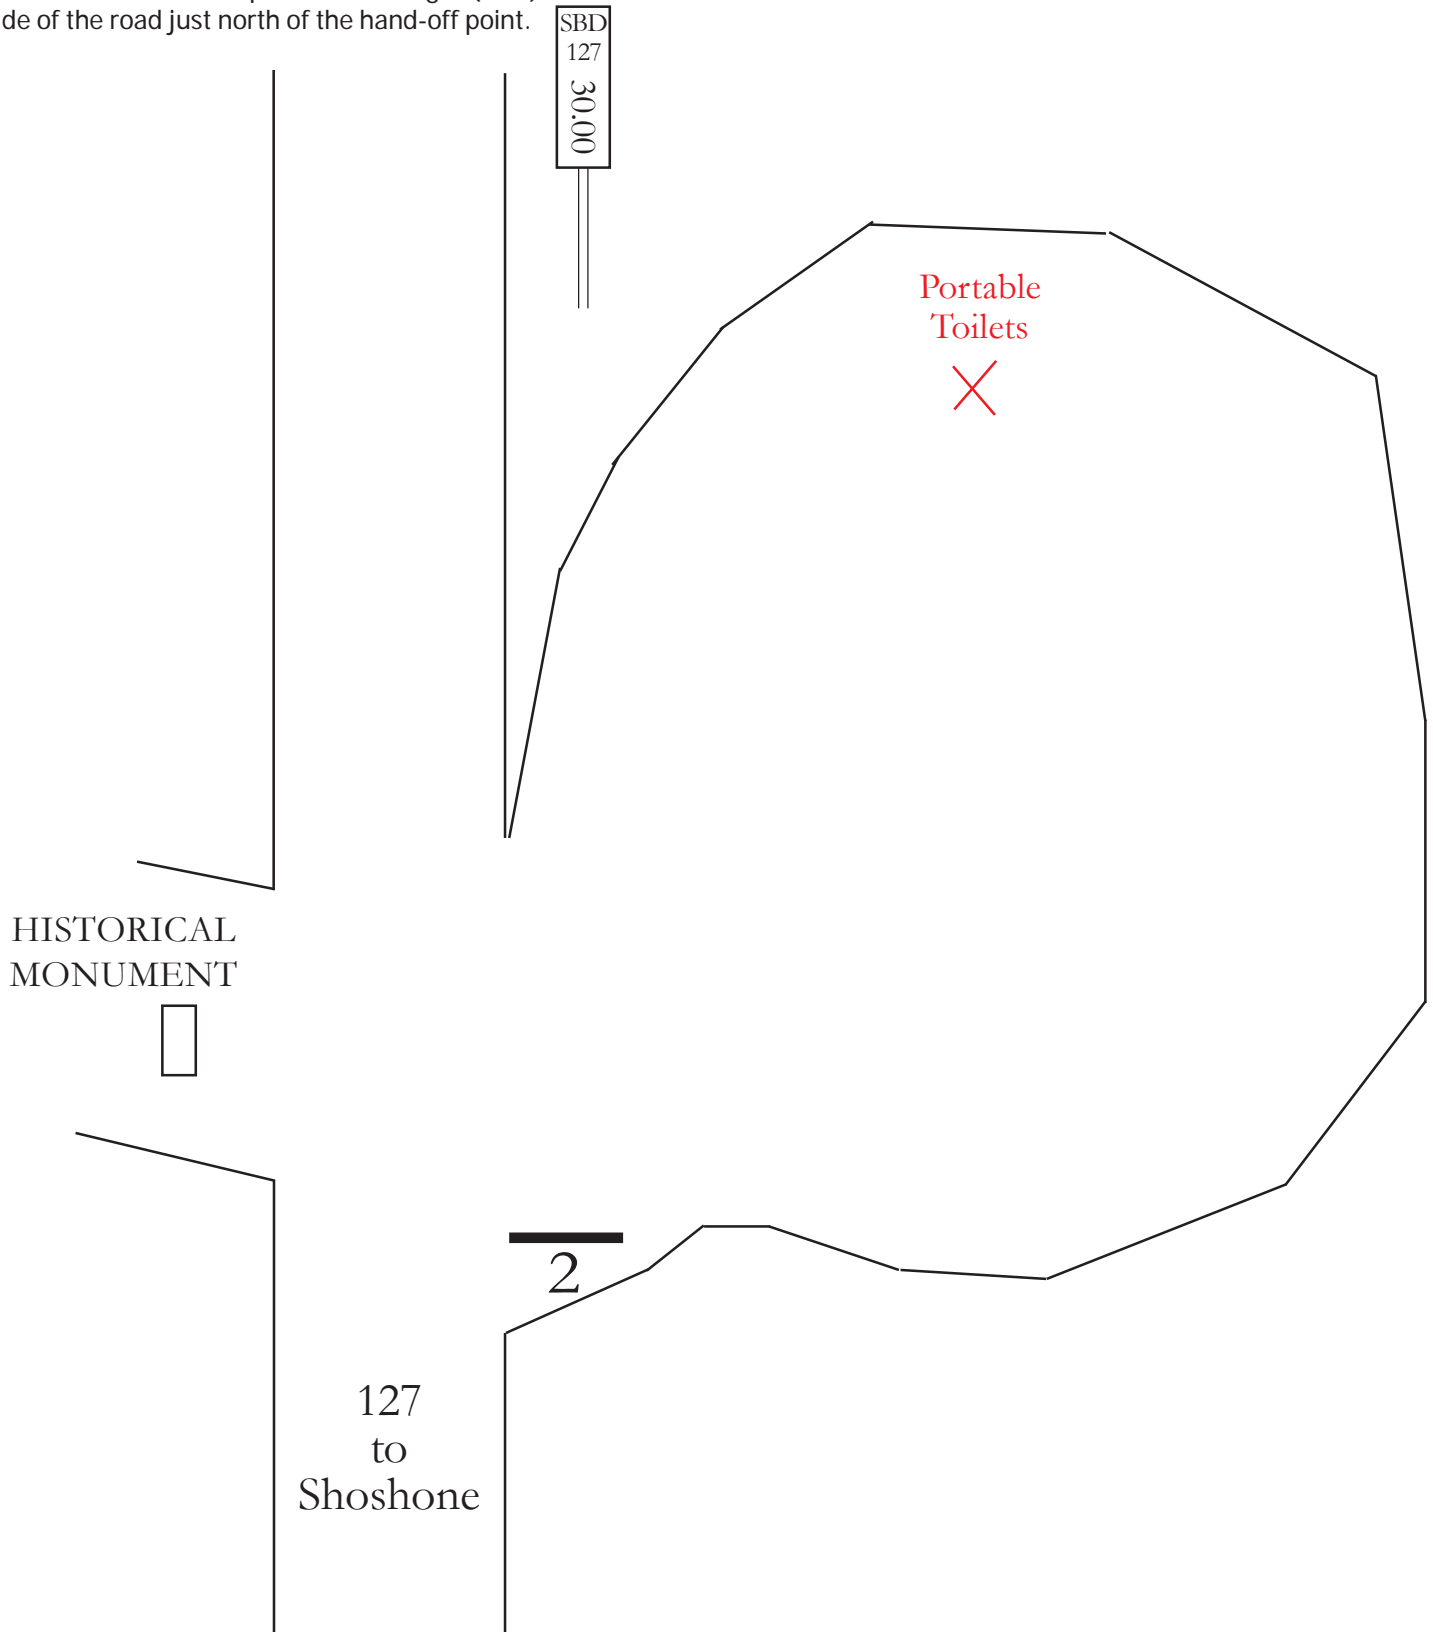 de of the road just north of the hand-off point.
SBD
127
30.00
Portable
Toilets
HISTORICAL
MONUMENT
2
127
to
Shoshone